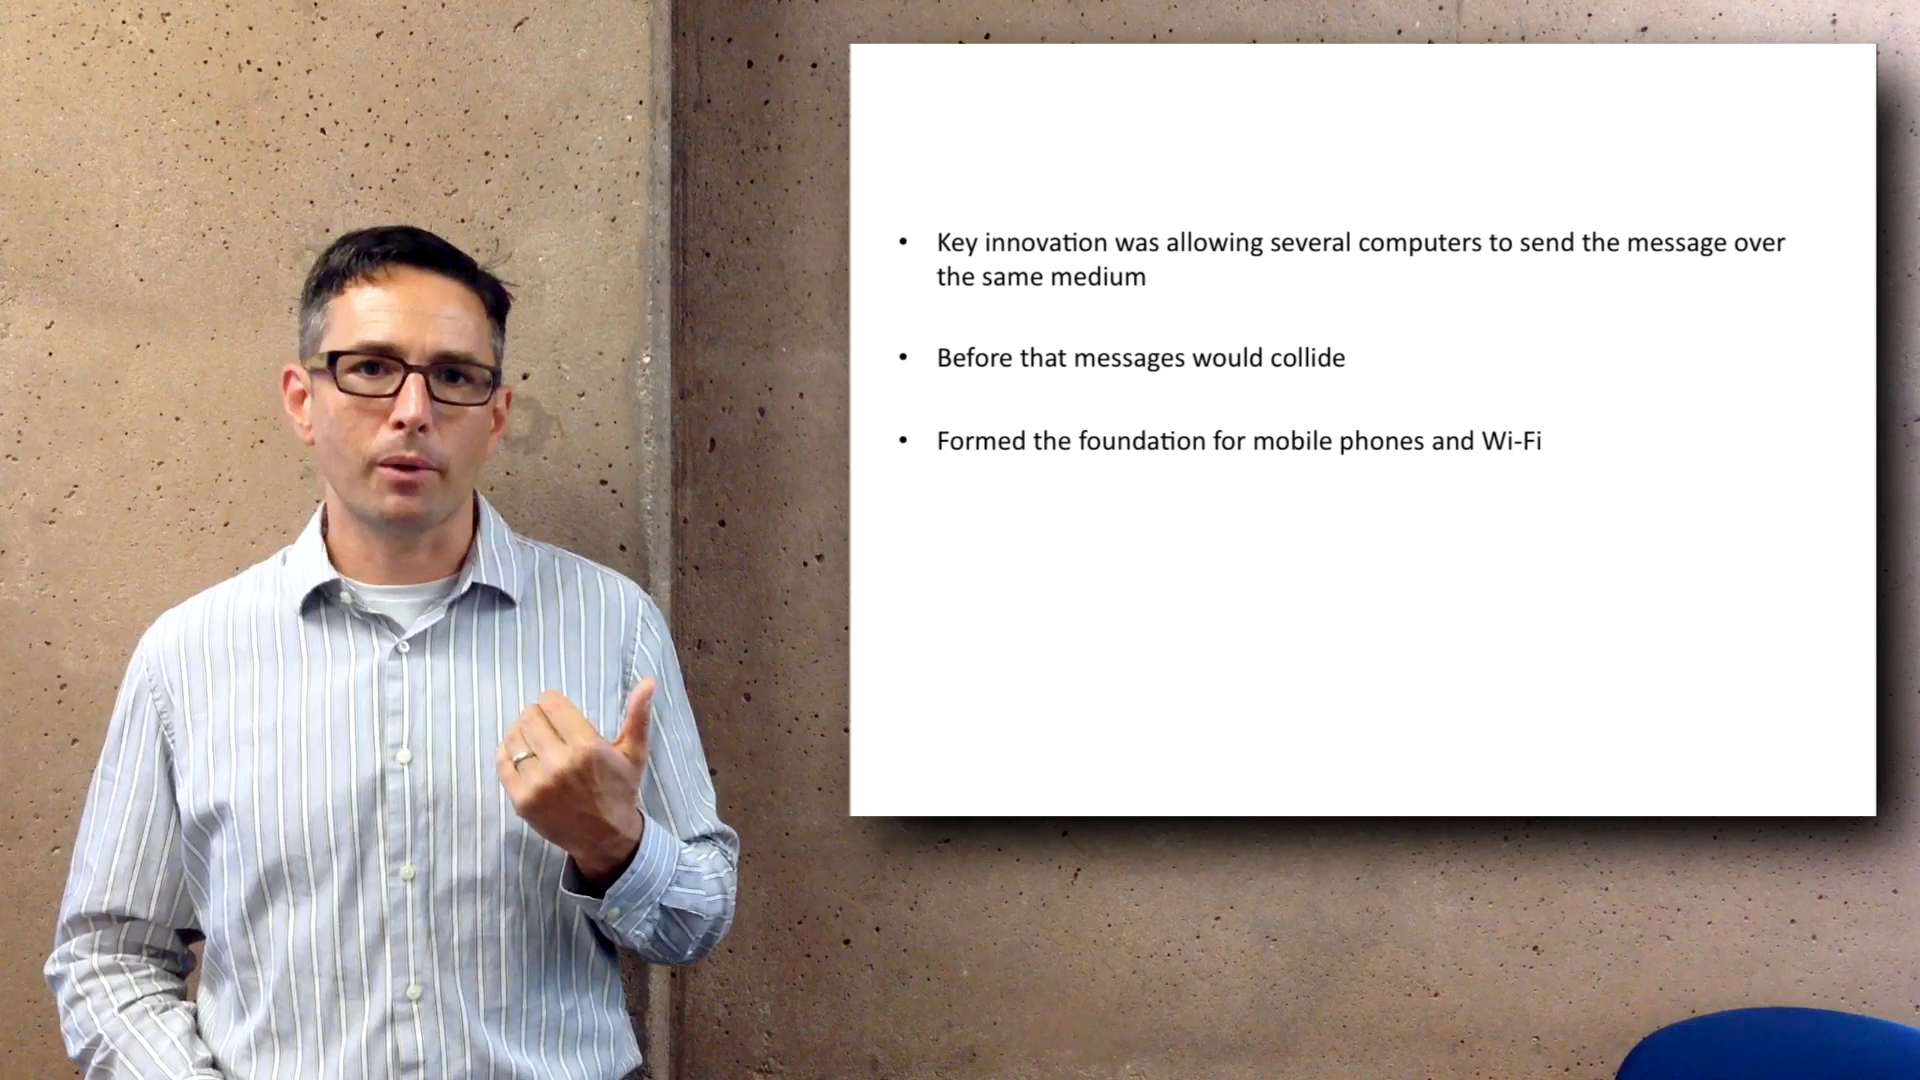 • Key innovation was allowing several computers to send the message over
the same medium
• Before that messages would collide
• Formed the foundation for mobile phones and Wi-Fi